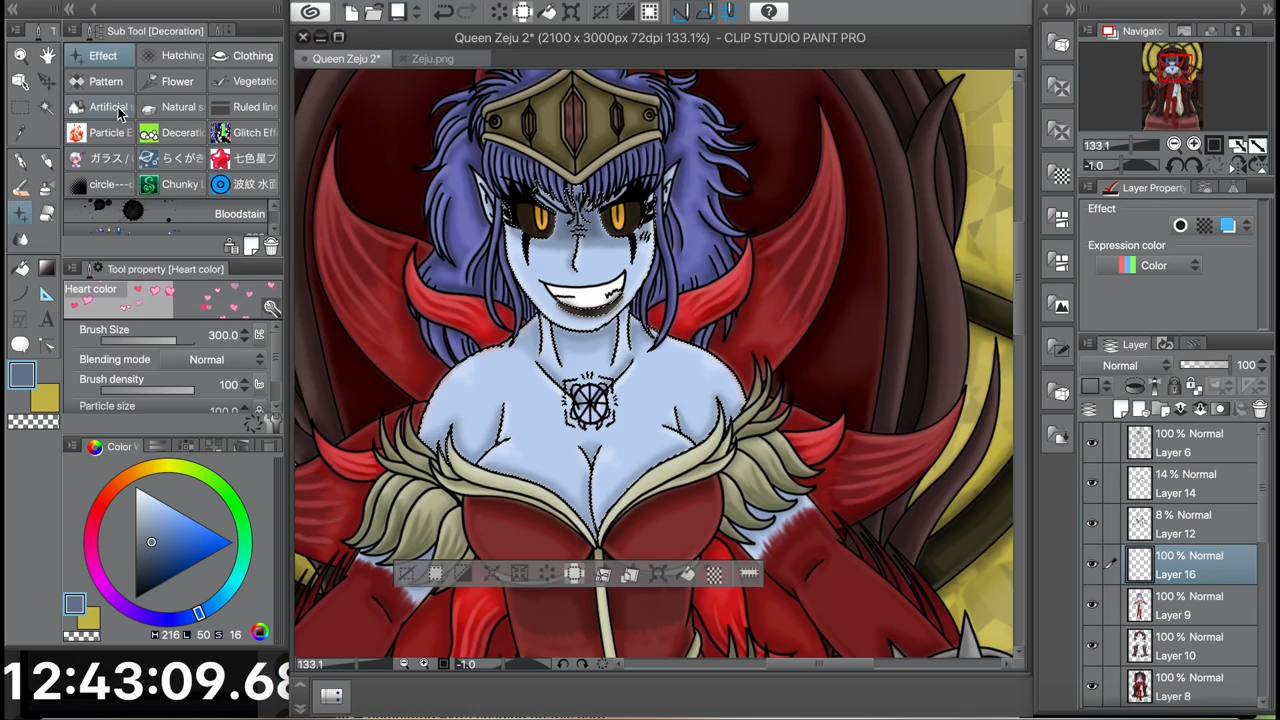 Queen Zeju 2* (2100 x 3000px 72dpi 133.1%) - CLIP STUDIO PAINT PRO
Queen Zeju 2*
Zeju.png
T
Sub Tool [Decoration]
Effect
Hatching
Clothing
Pattern
Flower
Vegetati
Artificial
Natural s
Ruled line
Particle E
Decorati
Glitch Eff
ガラス /
らくがき
七色星ブ
circle---c
Chunky
波紋 水面
Bloodstain
Tool property [Heart color]
Heart color
Brush Size
300.0
Blending mode
Normal
Brush density
100
Particle size
100.0
Color
H 216 L 50 S 16
12:43:09.68
133.1
-1.0
Navigator
133.1
-1.0
Layer Property
Effect
Expression color
Color
Layer
Normal
100
100 % Normal
Layer 6
14 % Normal
Layer 14
8 % Normal
Layer 12
100 % Normal
Layer 16
100 % Normal
Layer 9
100 % Normal
Layer 10
100 % Normal
Layer 8